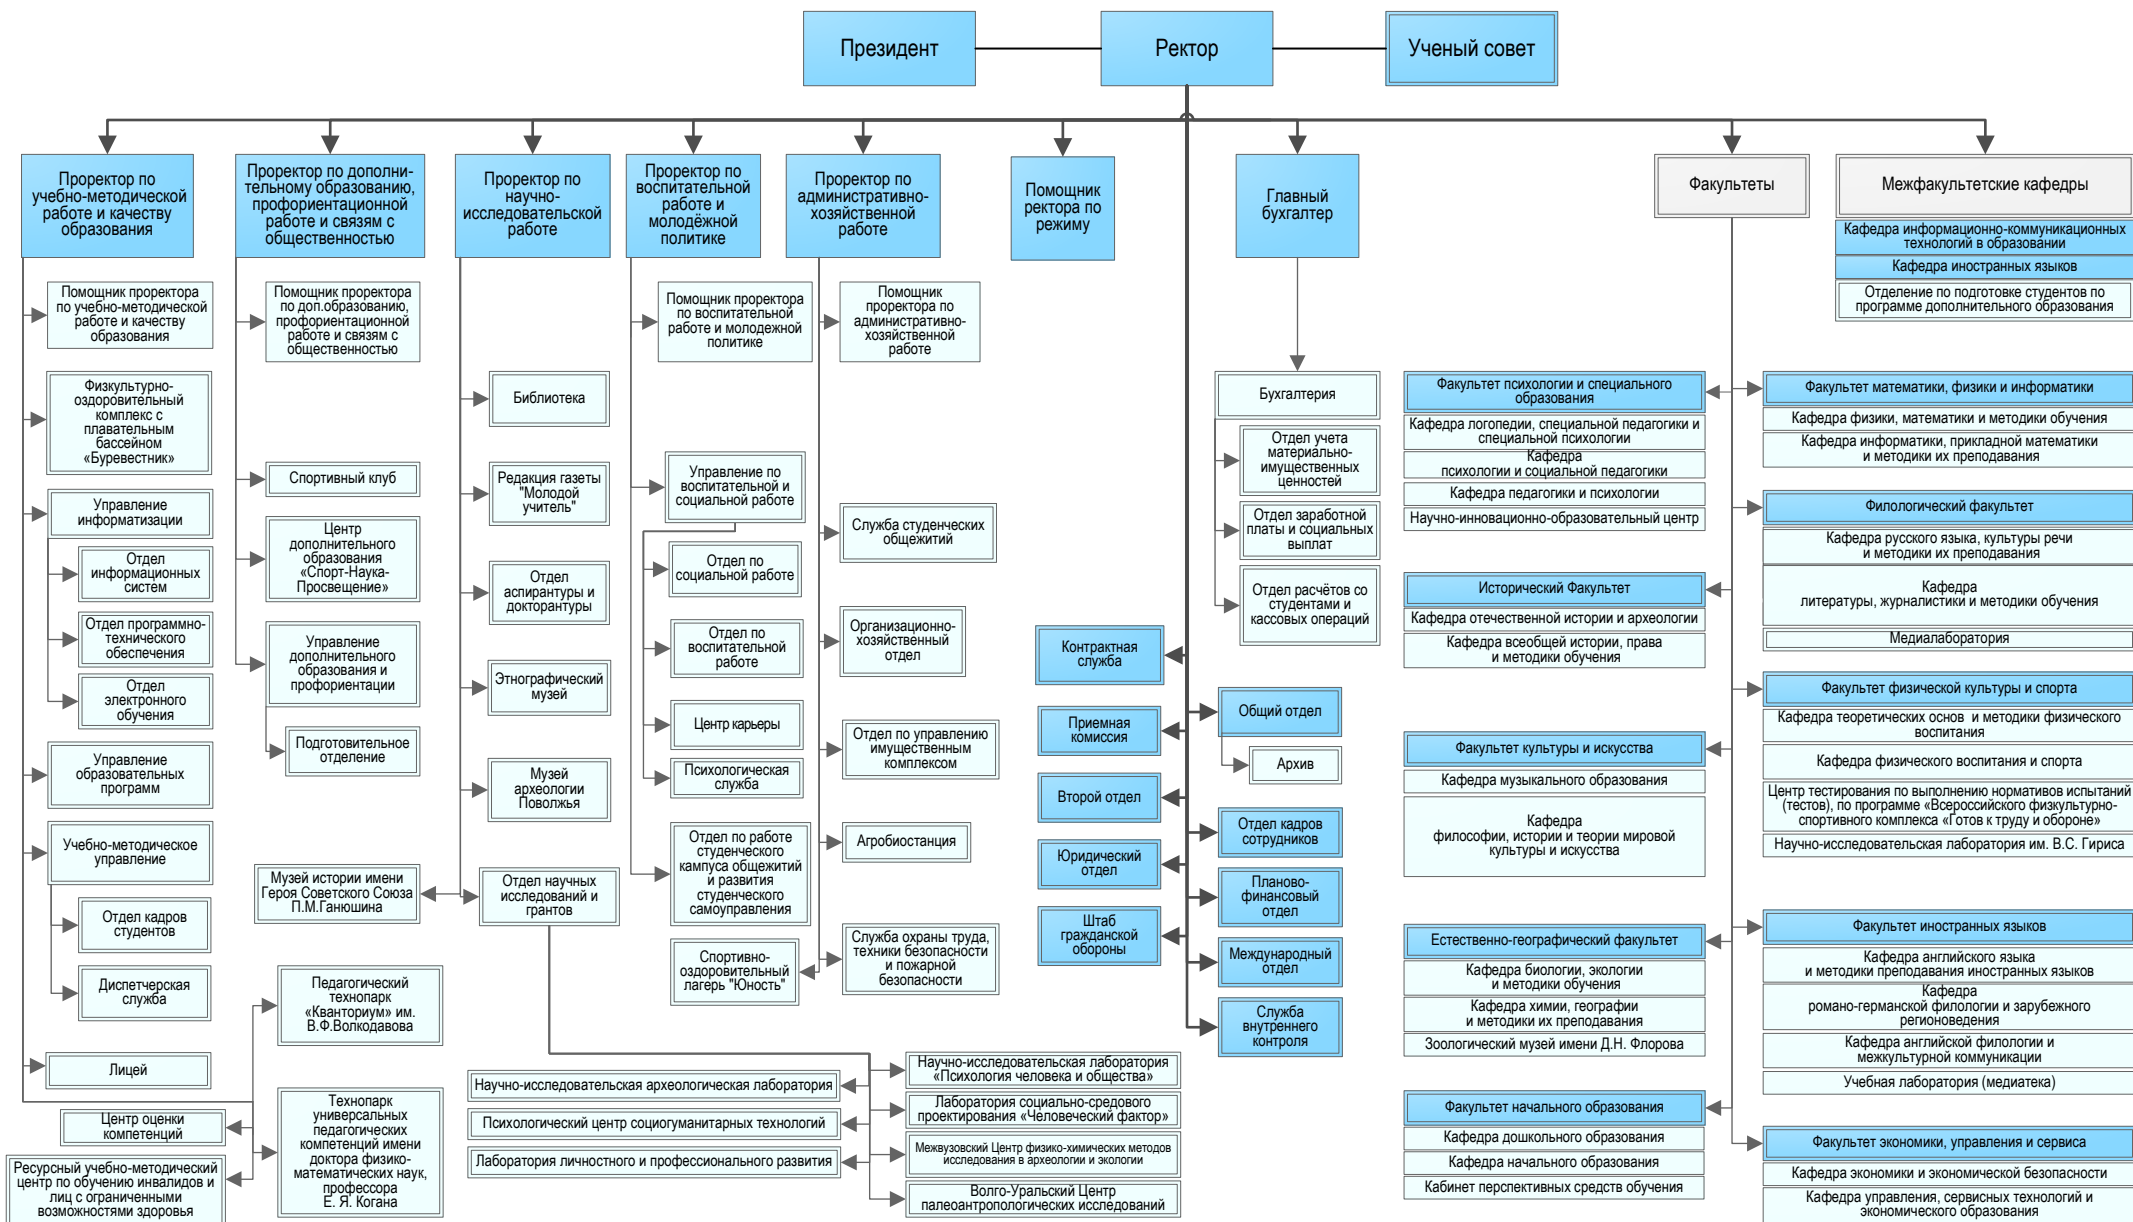 Президент
Ректор
Ученый совет
Проректор по
учебно-методической
работе и качеству
образования
Проректор по дополни-
тельному образованию,
профориентационной
работе и связям с
общественностью
Проректор по
научно-
исследовательской
работе
Проректор по
воспитательной
работе и
молодёжной
политике
Проректор по
административно-
хозяйственной
работе
Помощник
ректора по
режиму
Главный
бухгалтер
Факультеты
Межфакультетские кафедры
Кафедра информационно-коммуникационных
технологий в образовании
Кафедра иностранных языков
Отделение по подготовке студентов по
программе дополнительного образования
Помощник проректора
по учебно-методической
работе и качеству
образования
Физкультурно-
оздоровительный
комплекс с
плавательным
бассейном
«Буревестник»
Управление
информатизации
Отдел
информационных
систем
Отдел программно-
технического
обеспечения
Отдел
электронного
обучения
Управление
образовательных
программ
Учебно-методическое
управление
Отдел кадров
студентов
Диспетчерская
служба
Лицей
Центр оценки
компетенций
Ресурсный учебно-методический
центр по обучению инвалидов и
лиц с ограниченными
возможностями здоровья
Педагогический
технопарк
«Кванториум» им.
В.Ф.Волкодавова
Технопарк
универсальных
педагогических
компетенций имени
доктора физико-
математических наук,
профессора
Е. Я. Когана
Помощник проректора
по доп.образованию,
профориентационной
работе и связям с
общественностью
Спортивный клуб
Центр
дополнительного
образования
«Спорт-Наука-
Просвещение»
Управление
дополнительного
образования и
профориентации
Подготовительное
отделение
Библиотека
Редакция газеты
"Молодой
учитель"
Отдел
аспирантуры и
докторантуры
Этнографический
музей
Музей
археологии
Поволжья
Музей истории имени
Героя Советского Союза
П.М.Ганюшина
Отдел научных
исследований и
грантов
Научно-исследовательская археологическая лаборатория
Психологический центр социогуманитарных технологий
Лаборатория личностного и профессионального развития
Научно-исследовательская лаборатория
«Психология человека и общества»
Лаборатория социально-средового
проектирования «Человеческий фактор»
Межвузовский Центр физико-химических методов
исследования в археологии и экологии
Волго-Уральский Центр
палеоантропологических исследований
Помощник проректора
по воспитательной
работе и молодежной
политике
Управление по
воспитательной и
социальной работе
Отдел по
социальной работе
Отдел по
воспитательной
работе
Центр карьеры
Психологическая
служба
Отдел по работе
студенческого
кампуса общежитий
и развития
студенческого
самоуправления
Помощник
проректора по
административно-
хозяйственной
работе
Служба студенческих
общежитий
Организационно-
хозяйственный
отдел
Отдел по управлению
имущественным
комплексом
Агробиостанция
Служба охраны труда,
техники безопасности
и пожарной
безопасности
Спортивно-
оздоровительный
лагерь "Юность"
Бухгалтерия
Отдел учета
материально-
имущественных
ценностей
Отдел заработной
платы и социальных
выплат
Отдел расчётов со
студентами и
кассовых операций
Контрактная
служба
Приемная
комиссия
Второй отдел
Юридический
отдел
Штаб
гражданской
обороны
Общий отдел
Архив
Отдел кадров
сотрудников
Планово-
финансовый
отдел
Международный
отдел
Служба
внутреннего
контроля
Факультет психологии и специального
образования
Кафедра логопедии, специальной педагогики и
специальной психологии
Кафедра
психологии и социальной педагогики
Кафедра педагогики и психологии
Научно-инновационно-образовательный центр
Исторический Факультет
Кафедра отечественной истории и археологии
Кафедра всеобщей истории, права
и методики обучения
Факультет культуры и искусства
Кафедра музыкального образования
Кафедра
философии, истории и теории мировой
культуры и искусства
Естественно-географический факультет
Кафедра биологии, экологии
и методики обучения
Кафедра химии, географии
и методики их преподавания
Зоологический музей имени Д.Н. Флорова
Факультет начального образования
Кафедра дошкольного образования
Кафедра начального образования
Кабинет перспективных средств обучения
Факультет математики, физики и информатики
Кафедра физики, математики и методики обучения
Кафедра информатики, прикладной математики
и методики их преподавания
Филологический факультет
Кафедра русского языка, культуры речи
и методики их преподавания
Кафедра
литературы, журналистики и методики обучения
Медиалаборатория
Факультет физической культуры и спорта
Кафедра теоретических основ и методики физического
воспитания
Кафедра физического воспитания и спорта
Центр тестирования по выполнению нормативов испытаний
(тестов), по программе «Всероссийского физкультурно-
спортивного комплекса «Готов к труду и обороне»
Научно-исследовательская лаборатория им. В.С. Гириса
Факультет иностранных языков
Кафедра английского языка
и методики преподавания иностранных языков
Кафедра
романо-германской филологии и зарубежного
регионоведения
Кафедра английской филологии и
межкультурной коммуникации
Учебная лаборатория (медиатека)
Факультет экономики, управления и сервиса
Кафедра экономики и экономической безопасности
Кафедра управления, сервисных технологий и
экономического образования